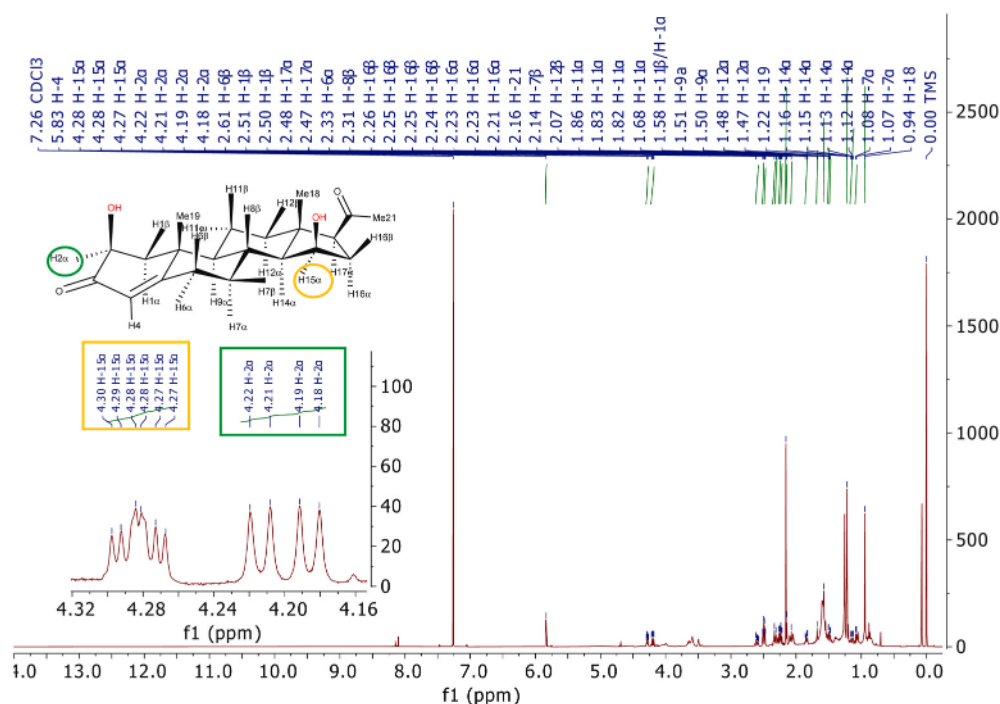 7.26 CDCl3
5.83 H-4
4.28 H-15α
4.28 H-15α
4.27 H-15α
4.22 H-2α
4.21 H-2α
4.19 H-2α
4.18 H-2α
2.61 H-6β
2.51 H-1β
2.50 H-1β
2.48 H-17α
2.47 H-17α
2.33 H-6α
2.31 H-8β
2.26 H-16β
2.25 H-16β
2.25 H-16β
2.24 H-16β
2.23 H-16α
2.23 H-16α
2.21 H-16α
2.16 H-21
2.14 H-7β
2.07 H-12β
1.86 H-11α
1.83 H-11α
1.82 H-11α
1.68 H-11α
1.58 H-11β/H-1α
1.51 H-9α
1.50 H-9α
1.48 H-12α
1.47 H-12α
1.22 H-19
1.16 H-14α
1.15 H-14α
1.13 H-14α
1.12 H-14α
1.08 H-7α
1.07 H-7α
0.94 H-18
0.00 TMS
2500
2000
1500
1000
500
0
H11β
Me18
O
OH
Me19
H1β
H11α
H6β
H8β
H12β
OH
Me21
H16β
H2α
O
H12α
H17α
H15α
H7β
H14α
H16α
H1α
H6α
H9α
H4
H7α
4.30 H-15α
4.29 H-15α
4.28 H-15α
4.28 H-15α
4.27 H-15α
4.27 H-15α
4.22 H-2α
4.21 H-2α
4.19 H-2α
4.18 H-2α
100
80
60
40
20
0
4.32 4.28 4.24 4.20 4.16
f1 (ppm)
4.0 13.0 12.0 11.0 10.0 9.0 8.0 7.0 6.0 5.0 4.0 3.0 2.0 1.0 0.0
f1 (ppm)